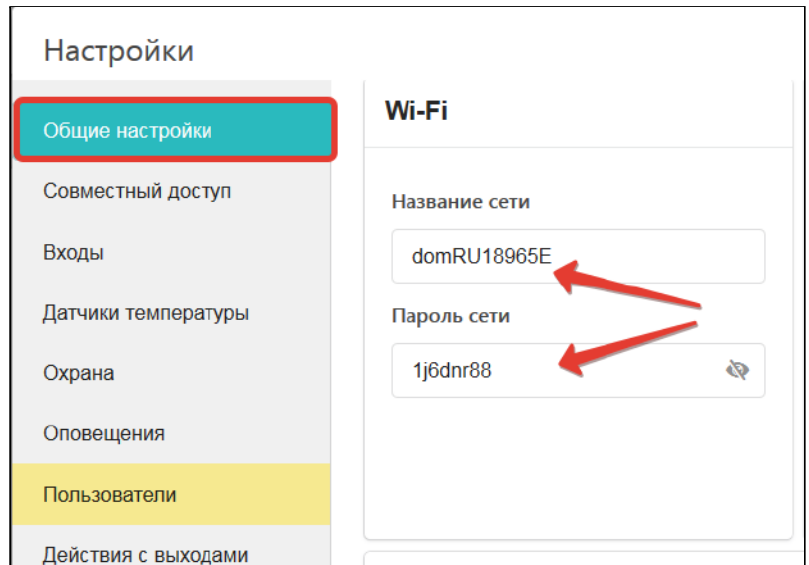 Настройки
Общие настройки
Совместный доступ
Входы
Датчики температуры
Охрана
Оповещения
Пользователи
Действия с выходами
Wi-Fi
Название сети
domRU18965E
Пароль сети
1j6dnr88